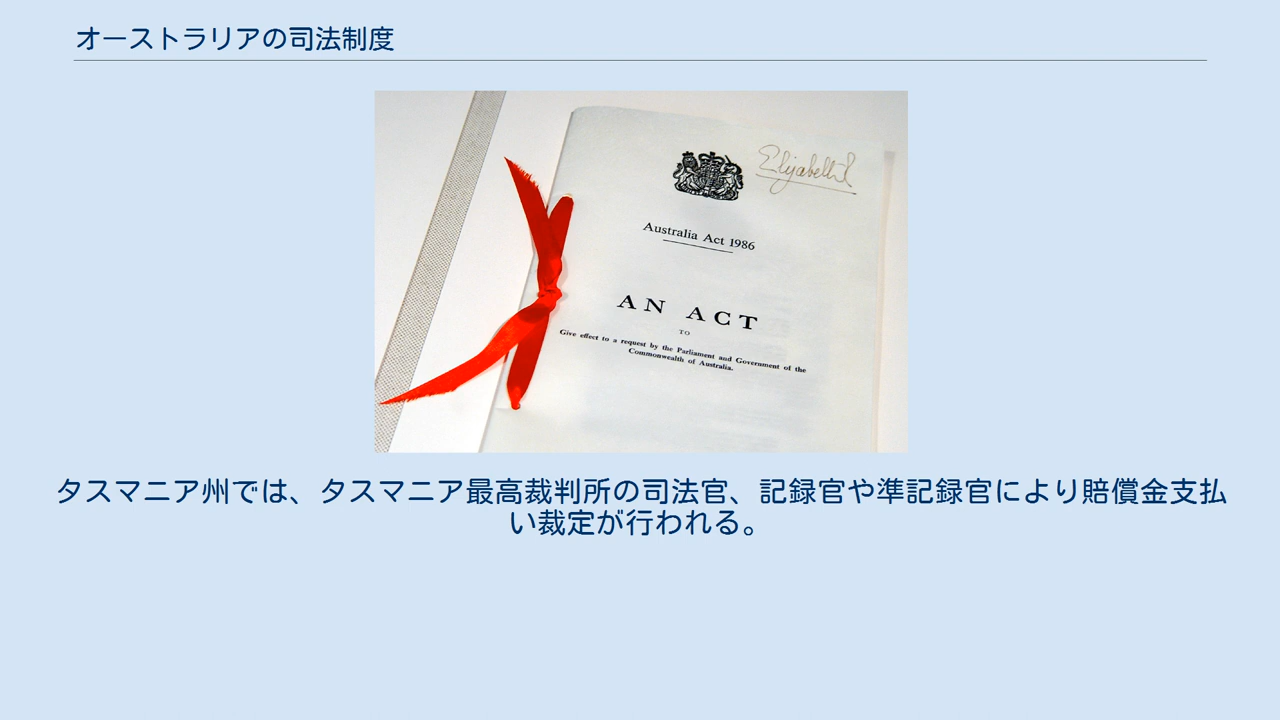 オーストラリアの司法制度
Elizabeth R
Australia Act 1986
AN ACT
TO
Give effect to a request by the Parliament and Government of the
Commonwealth of Australia.
タスマニア州では、タスマニア最高裁判所の司法官、記録官や準記録官により賠償金支払
い裁定が行われる。